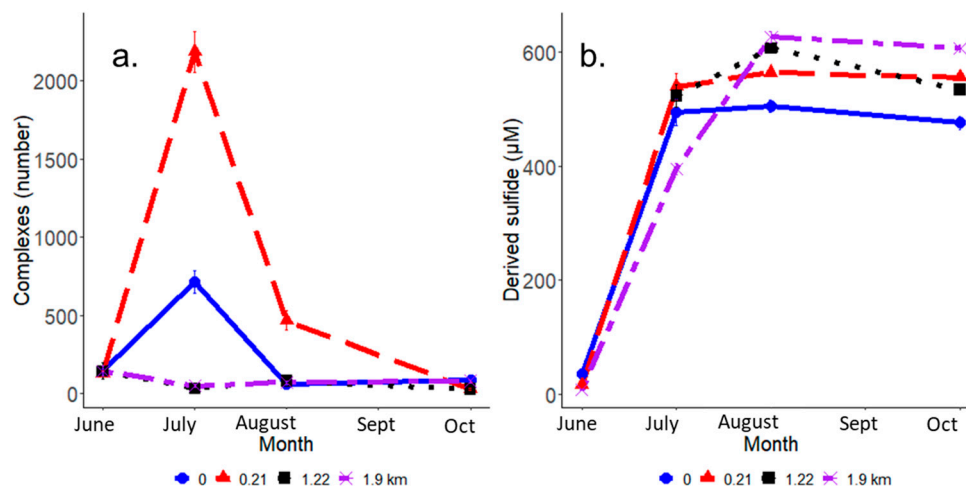 a.
Complexes (number)
2000
1500
1000
500
0
June July August Sept Oct
Month
0 0.21 1.22 1.9 km
b.
Derived sulfide (µM)
600
400
200
0
June July August Sept Oct
Month
0 0.21 1.22 1.9 km